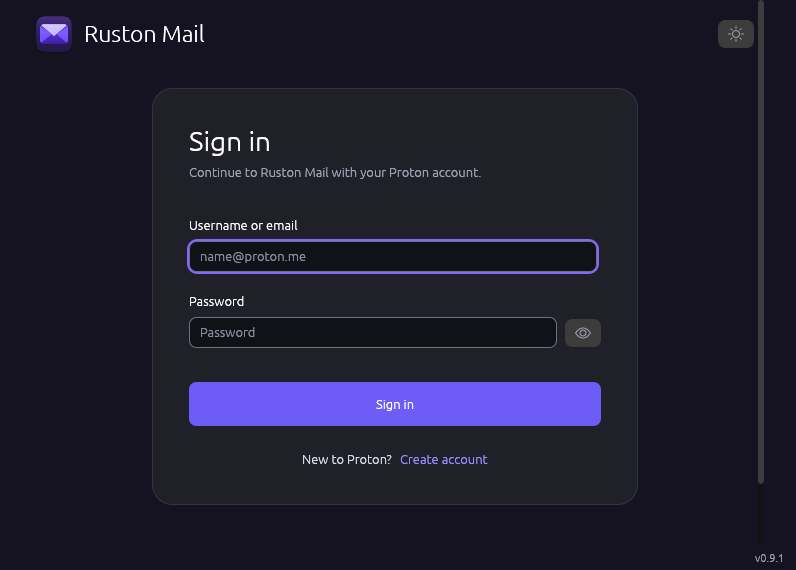 Ruston Mail
Sign in
Continue to Ruston Mail with your Proton account.
Username or email
name@proton.me
Password
Password
Sign in
New to Proton? Create account
v0.9.1